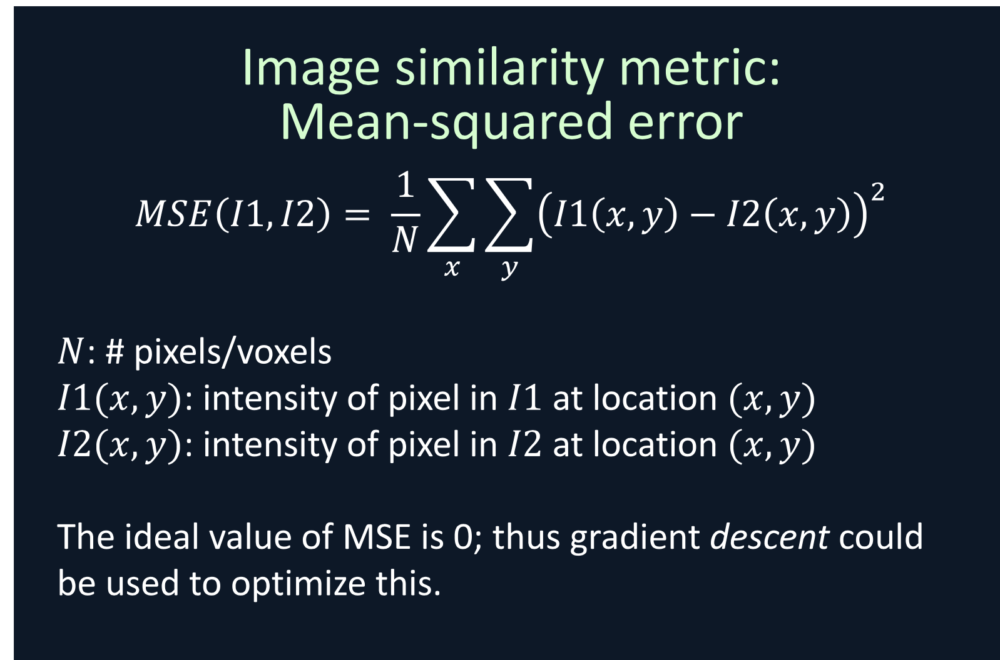 Image similarity metric:
Mean-squared error
MSE(I1, I2) = \frac{1}{N} \sum_{x} \sum_{y} (I1(x, y) − I2(x, y))^2
N: # pixels/voxels
I1(x, y): intensity of pixel in I1 at location (x, y)
I2(x, y): intensity of pixel in I2 at location (x, y)
The ideal value of MSE is 0; thus gradient descent could
be used to optimize this.